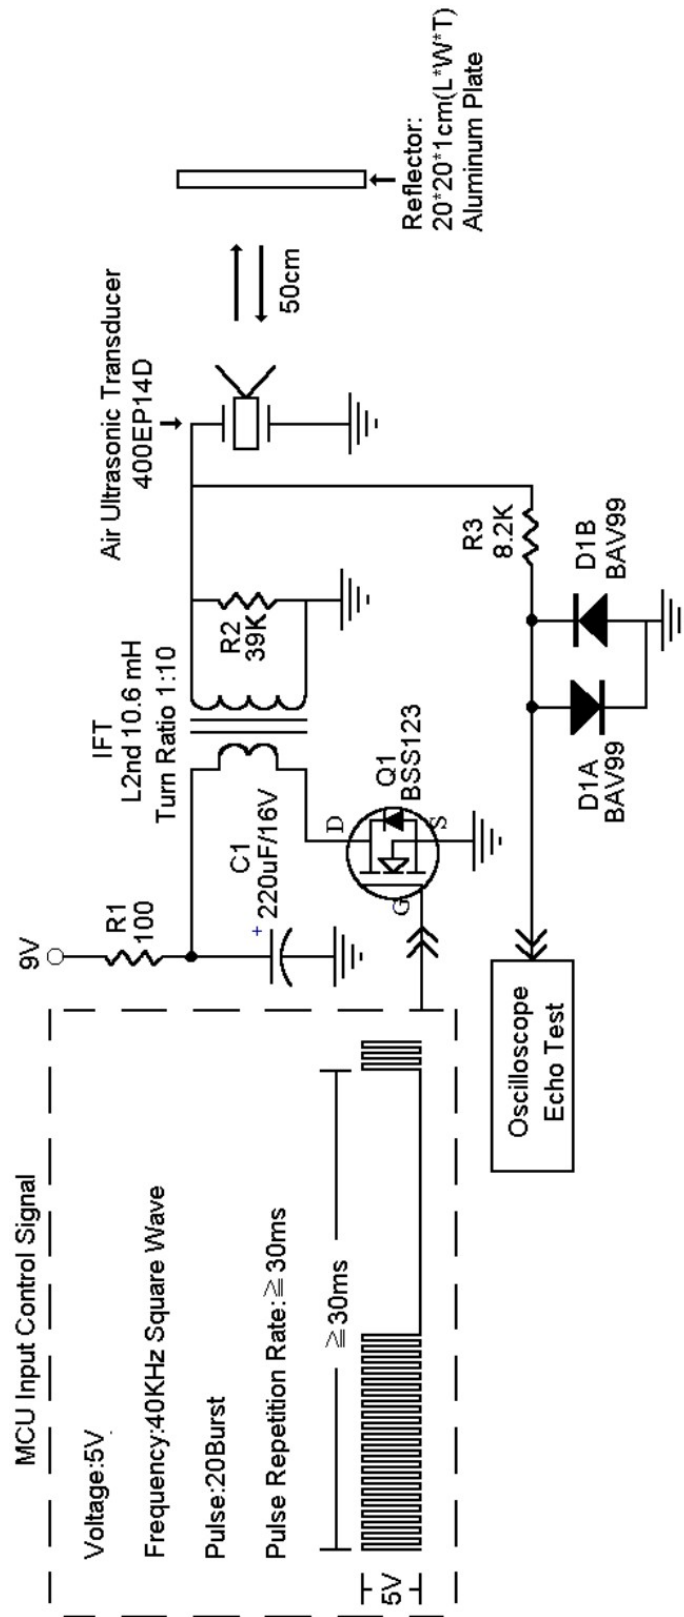 MCU Input Control Signal
Voltage:5V
Frequency:40KHz Square Wave
Pulse:20Burst
Pulse Repetition Rate:≧30ms
≧30ms
5V
9V
R1
100
C1
+
220uF/16V
IFT
L2nd 10.6 mH
Turn Ratio 1:10
R2
39K
D
G
S
Q1
BSS123
Air Ultrasonic Transducer
400EP14D
50cm
Reflector:
20*20*1cm(L*W*T)
Aluminum Plate
R3
8.2K
D1A
BAV99
D1B
BAV99
Oscilloscope
Echo Test